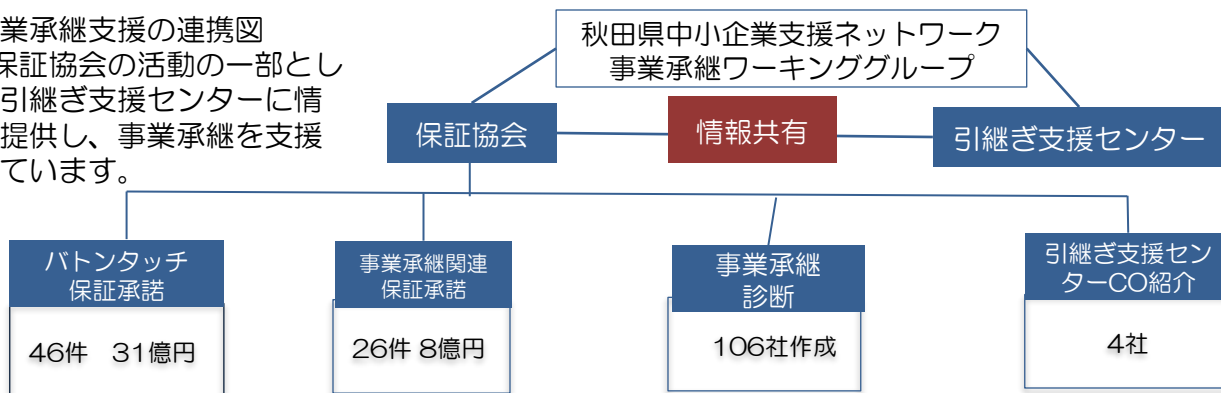 業承継支援の連携図
保証協会の活動の一部とし
引継ぎ支援センターに情
提供し、事業承継を支援
ています。
秋田県中小企業支援ネットワーク
事業承継ワーキンググループ
保証協会
情報共有
引継ぎ支援センター
バトンタッチ
保証承諾
46件 31億円
事業承継関連
保証承諾
26件 8億円
事業承継
診断
106社作成
引継ぎ支援セン
ターCO紹介
4社